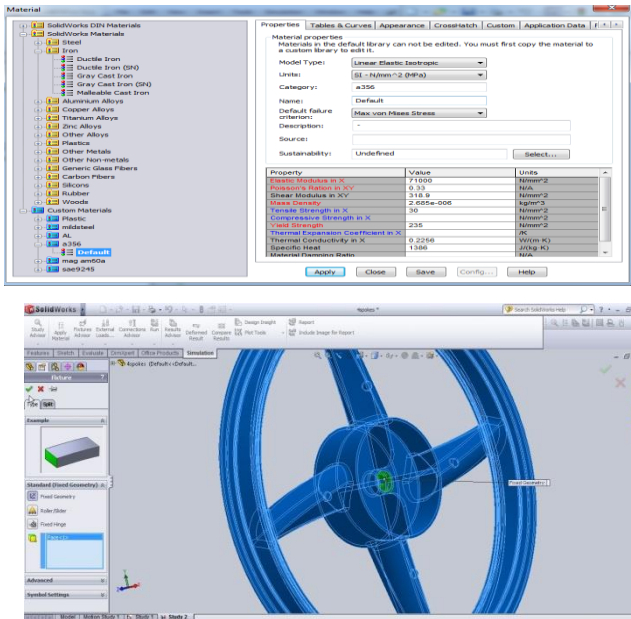 Material
SolidWorks DIN Materials
SolidWorks Materials
Steel
Iron
Ductile Iron
Ductile Iron (SN)
Gray Cast Iron
Gray Cast Iron (SN)
Malleable Cast Iron
Aluminium Alloys
Copper Alloys
Titanium Alloys
Zinc Alloys
Other Alloys
Plastics
Other Metals
Other Non-metals
Generic Glass Fibers
Carbon Fibers
Silicons
Rubber
Woods
Custom Materials
Plastic
mildsteel
AL
a356
Default
mag am60a
sae9245
Properties Tables & Curves Appearance CrossHatch Custom Application Data
Material properties
Materials in the default library can not be edited. You must first copy the material to
a custom library to edit it.
Model Type: Linear Elastic Isotropic
Units: SI - N/mm^2 (MPa)
Category: a356
Name: Default
Default failure
criterion: Max von Mises Stress
Description: -
Source:
Sustainability: Undefined Select...
Property Value Units
Elastic Modulus in X 71000 N/mm^2
Poisson's Ration in XY 0.33 N/A
Shear Modulus in XY 318.9 N/mm^2
Mass Density 2.685e-006 kg/m^3
Tensile Strength in X 30 N/mm^2
Compressive Strength in X N/mm^2
Yield Strength 235 N/mm^2
Thermal Expansion Coefficient in X /K
Thermal Conductivity in X 0.2256 W/(m·K)
Specific Heat 1386 J/(kg·K)
Material Damping Ratio N/A
Apply Close Save Config... Help
SolidWorks 4spokes * Search SolidWorks Help
Study
Advisor
Apply
Material
Fixtures
Advisor
External
Loads...
Connections
Advisor
Run
Results
Advisor
Deformed
Result
Compare
Results
Design Insight
Plot Tools
Report
Include Image for Report
Features Sketch Evaluate DimXpert Office Products Simulation
4spokes (Default<<Default...
Fixture ?
Type Split
Example
Standard (Fixed Geometry)
Fixed Geometry
Roller/Slider
Fixed Hinge
Face<1>
Advanced
Symbol Settings
Fixed Geometry:
Model Motion Study 1 Study 1 Study 2